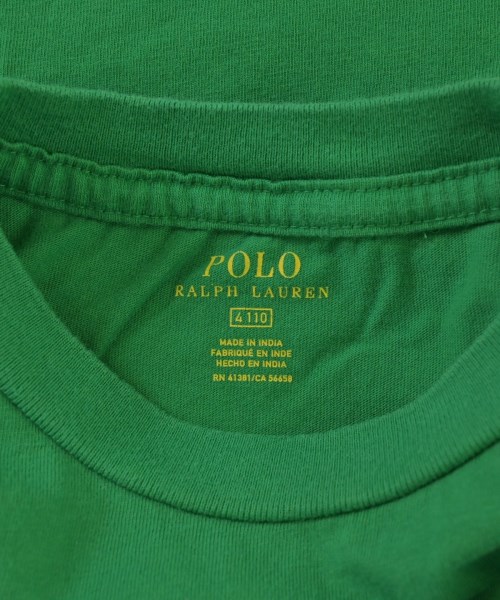 POLO
RALPH LAUREN
4 110
MADE IN INDIA
FABRIQUÉ EN INDE
HECHO EN INDIA
RN 41381/CA 56658